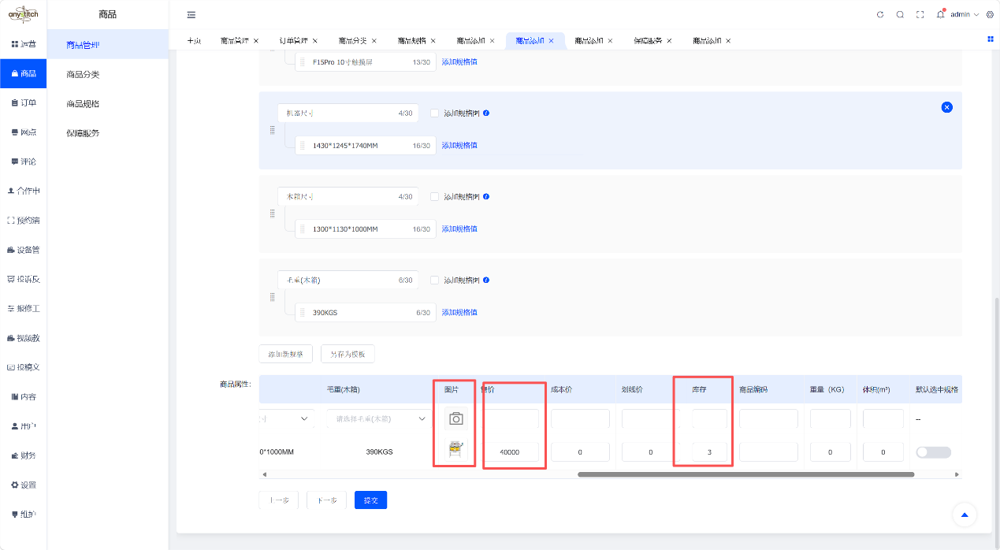 anystitch
商品
admin
主页
商品管理
订单管理
商品分类
商品规格
商品添加
商品添加
商品添加
保障服务
商品添加
运营
商品
订单
网点
评论
合作申
预约演
设备管
投诉反
报修工
视频教
投稿义
内容
用户
财务
设置
维护
商品管理
商品分类
商品规格
保障服务
F15Pro 10寸触摸屏 13/30 添加规格值
机器尺寸 4/30 添加规格图
1430*1245*1740MM 16/30 添加规格值
木箱尺寸 4/30 添加规格图
1300*1130*1000MM 16/30 添加规格值
毛重(木箱) 6/30 添加规格图
390KGS 6/30 添加规格值
添加新规格 另存为模板
商品属性:
毛重(木箱) 图片 售价 成本价 划线价 库存 商品编码 重量（KG） 体积(m³) 默认选中规格
寸 请选择毛重(木箱) --
0*1000MM 390KGS 40000 0 0 3 0 0
上一步 下一步 提交